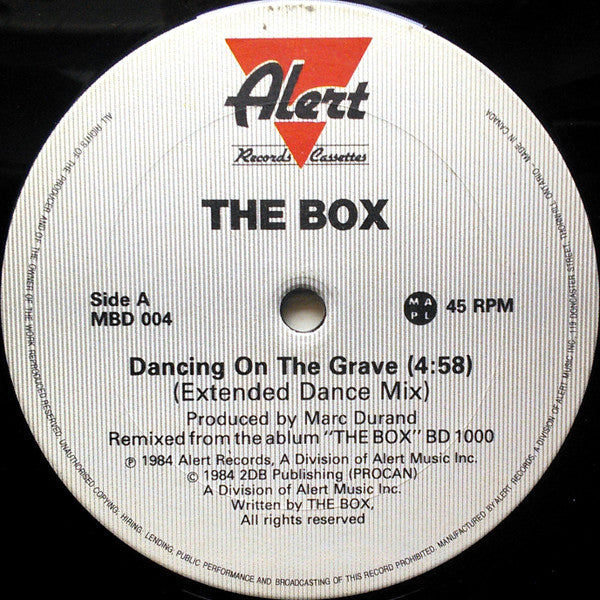 Alert
Records Cassettes
THE BOX
Side A
MBD 004
M A
P L
45 RPM
Dancing On The Grave (4:58)
(Extended Dance Mix)
Produced by Marc Durand
Remixed from the ablum "THE BOX" BD 1000
℗ 1984 Alert Records, A Division of Alert Music Inc.
© 1984 2DB Publishing (PROCAN)
A Division of Alert Music Inc.
Written by THE BOX,
All rights reserved
ALL RIGHTS OF THE PRODUCER AND OF THE OWNER OF THE WORK REPRODUCED RESERVED. UNAUTHORISED COPYING, HIRING, LENDING, PUBLIC PERFORMANCE AND BROADCASTING OF THIS RECORD PROHIBITED. MANUFACTURED BY ALERT RECORDS, A DIVISION OF ALERT MUSIC INC, 119 DONCASTER STREET, THORNHILL ONTARIO – MADE IN CANADA